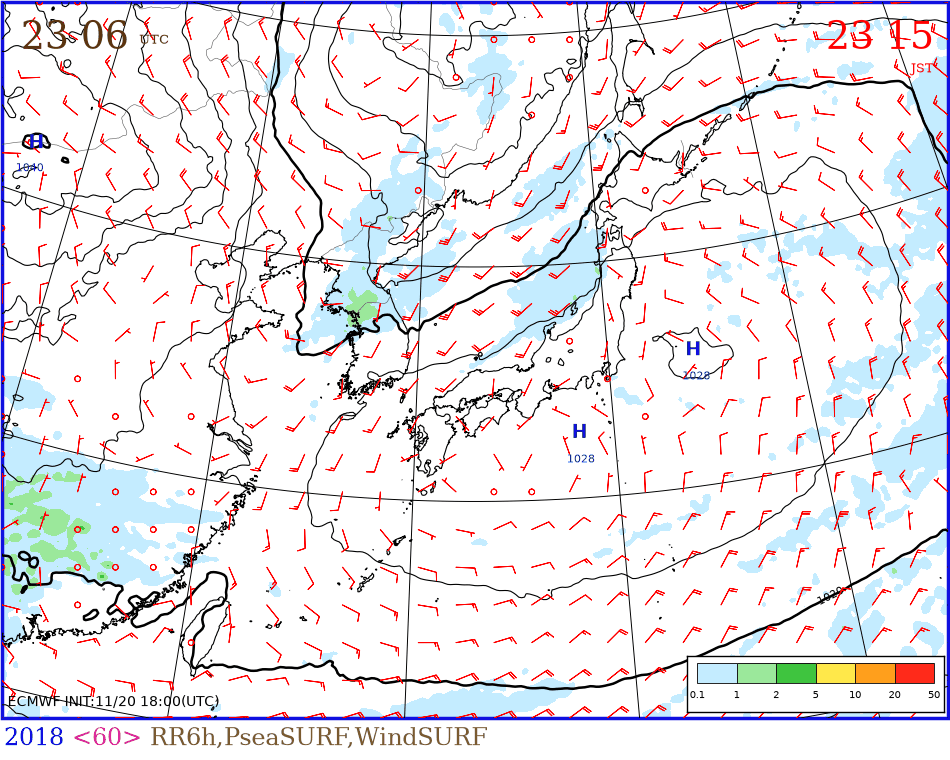 23 06 UTC
23 15
JST
H
1040
H
1028
H
1028
1020
0.1 1 2 5 10 20 50
ECMWF INIT:11/20 18:00(UTC)
2018 <60> RR6h,PseaSURF,WindSURF